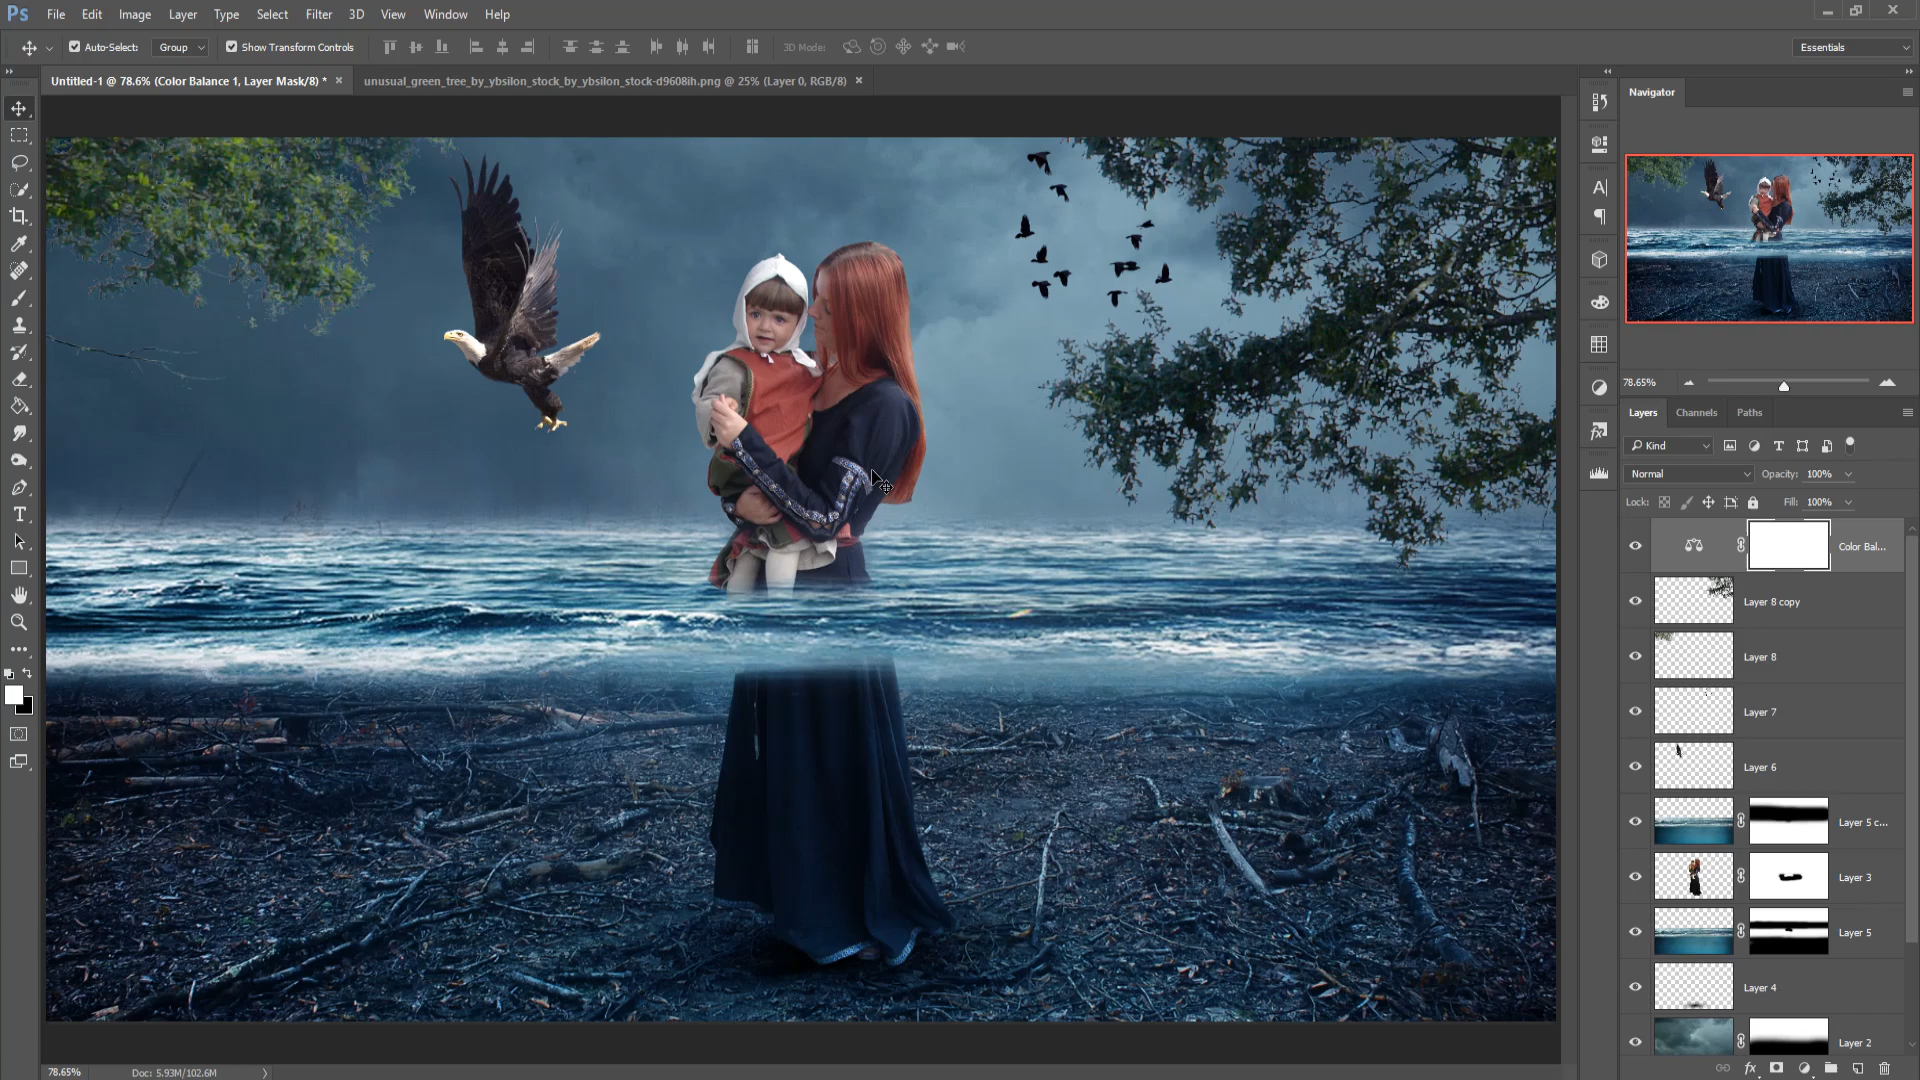 Ps File Edit Image Layer Type Select Filter 3D View Window Help
Auto-Select: Group Show Transform Controls 3D Mode: Essentials
Untitled-1 @ 78.6% (Color Balance 1, Layer Mask/8) * × unusual_green_tree_by_ybsilon_stock_by_ybsilon_stock-d9608ih.png @ 25% (Layer 0, RGB/8) ×
Navigator
78.65%
Layers Channels Paths
Kind
Normal Opacity: 100%
Lock: Fill: 100%
Color Bal...
Layer 8 copy
Layer 8
Layer 7
Layer 6
Layer 5 c...
Layer 3
Layer 5
Layer 4
Layer 2
78.65% Doc: 5.93M/102.6M